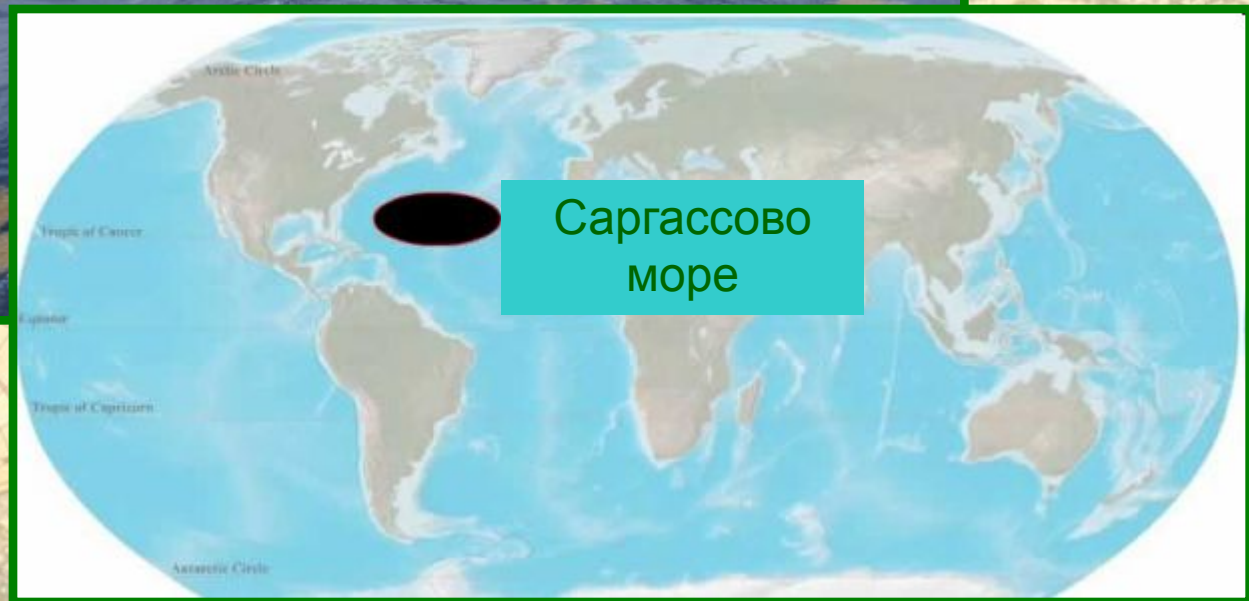 Arctic Circle
Саргассово
море
Tropic of Cancer
Equator
Tropic of Capricorn
Antarctic Circle